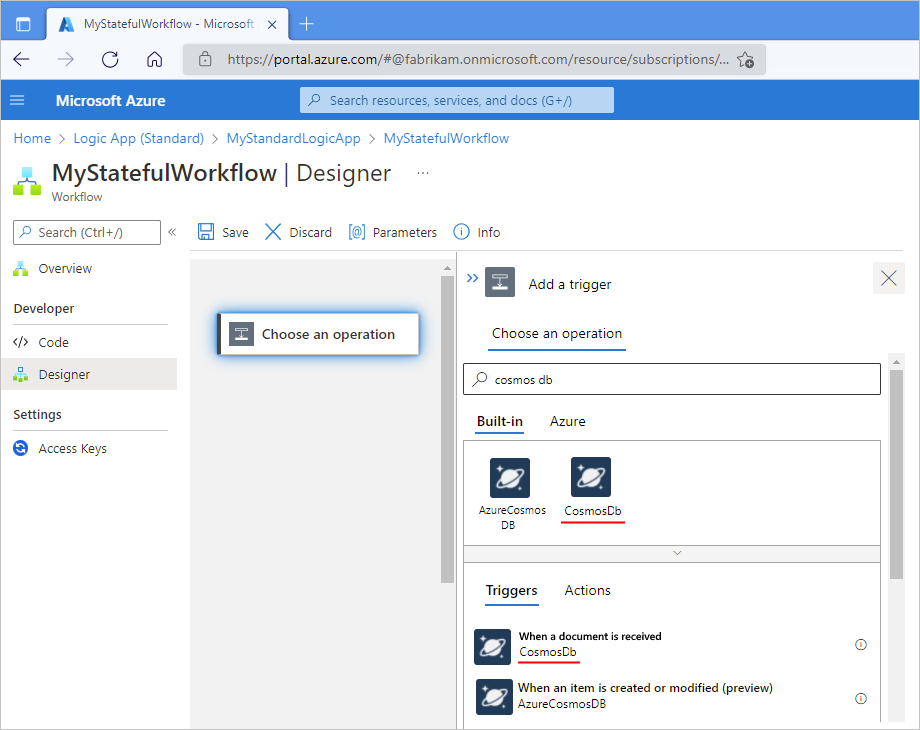 MyStatefulWorkflow - Microsoft
https://portal.azure.com/#@fabrikam.onmicrosoft.com/resource/subscriptions/...
Microsoft Azure
Search resources, services, and docs (G+/)
Home > Logic App (Standard) > MyStandardLogicApp > MyStatefulWorkflow
MyStatefulWorkflow | Designer ...
Workflow
Search (Ctrl+/)
Save
Discard
[@] Parameters
Info
Overview
Developer
</> Code
Designer
Settings
Access Keys
Choose an operation
Add a trigger
Choose an operation
cosmos db
Built-in
Azure
AzureCosmos
DB
CosmosDb
Triggers
Actions
When a document is received
CosmosDb
When an item is created or modified (preview)
AzureCosmosDB